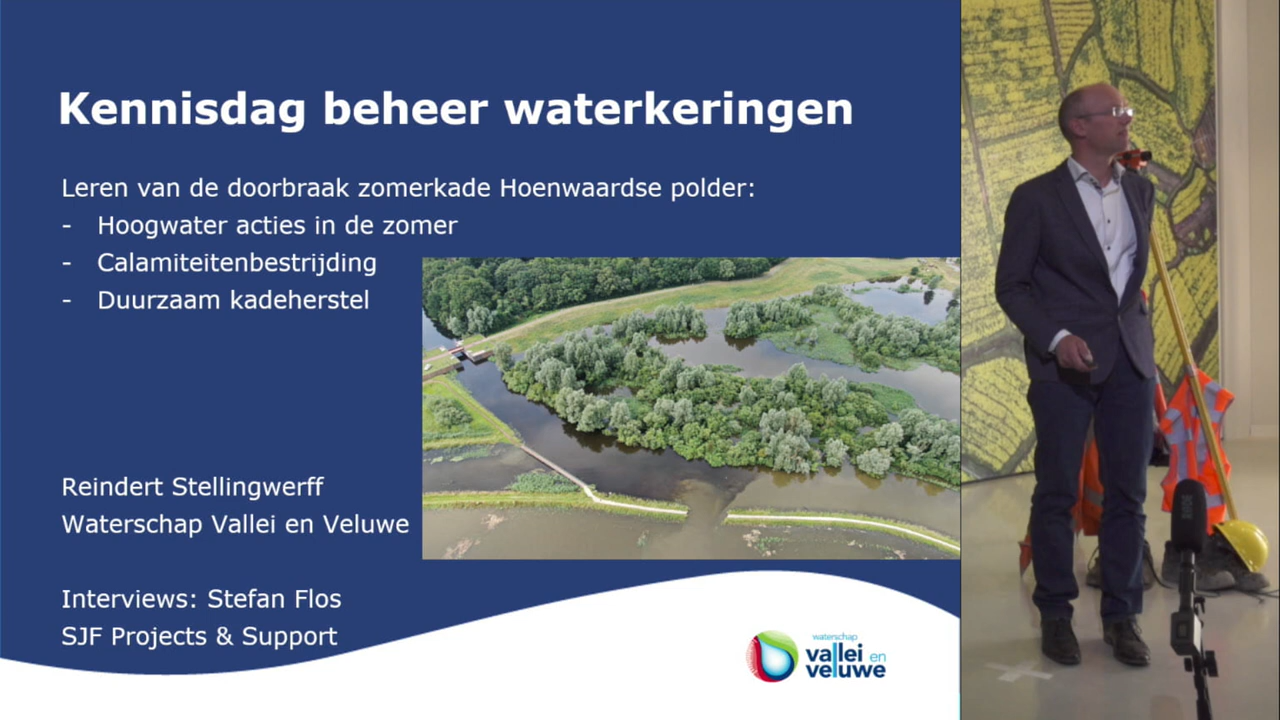 Kennisdag beheer waterkeringen
Leren van de doorbraak zomerkade Hoenwaardse polder:
- Hoogwater acties in de zomer
- Calamiteitenbestrijding
- Duurzaam kadeherstel
Reindert Stellingwerff
Waterschap Vallei en Veluwe
Interviews: Stefan Flos
SJF Projects & Support
waterschap
vallei en
veluwe